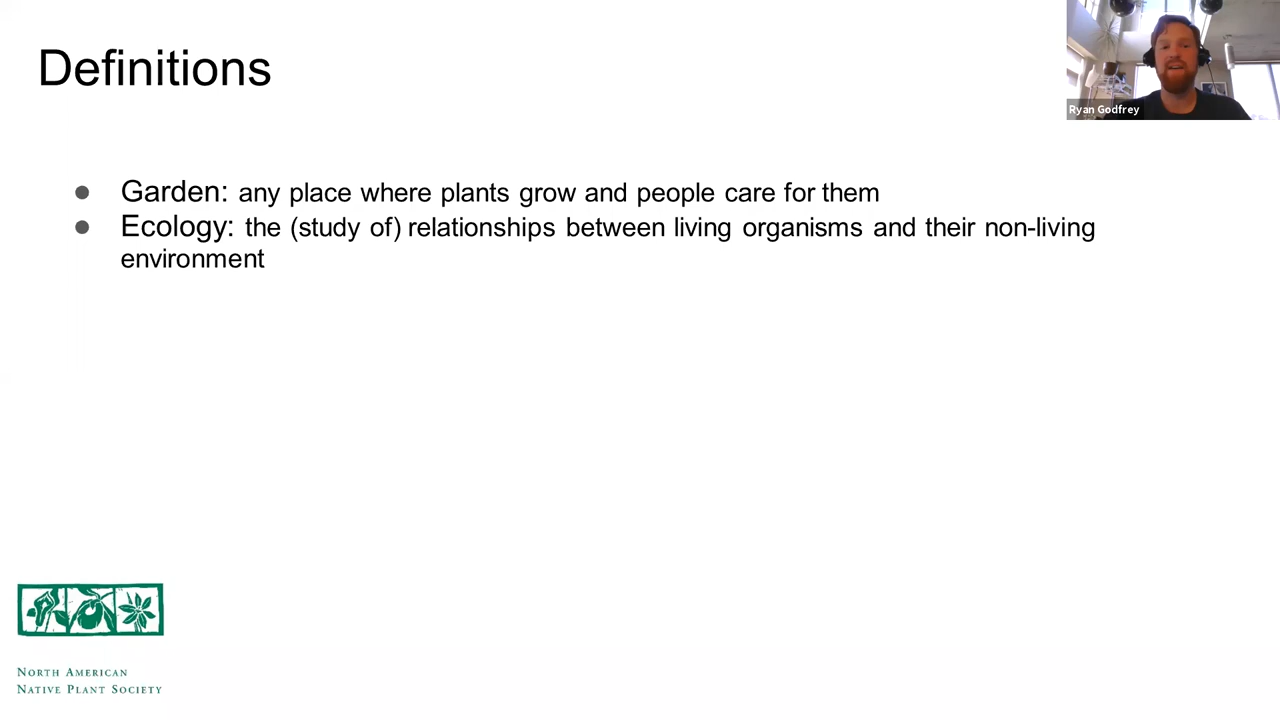 Definitions
Ryan Godfrey
● Garden: any place where plants grow and people care for them
● Ecology: the (study of) relationships between living organisms and their non-living
environment
North American
Native Plant Society